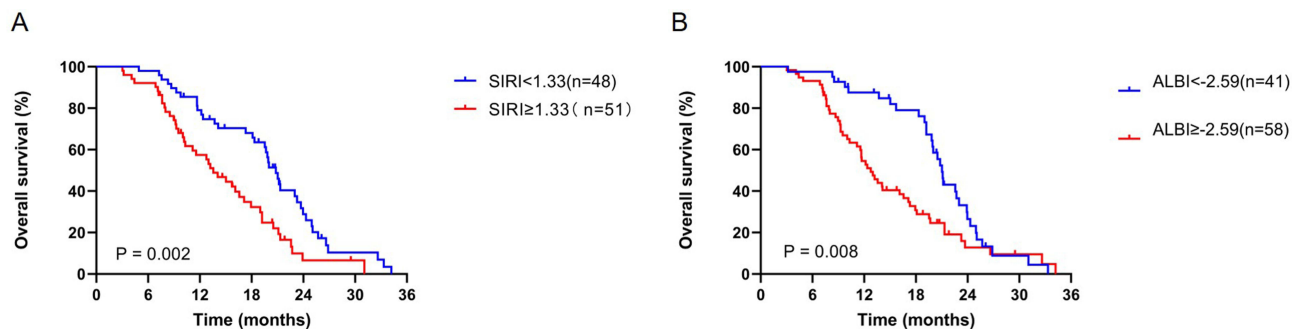 A
B
Overall survival (%)
100
80
60
40
20
0
P = 0.002
0 6 12 18 24 30 36
Time (months)
SIRI<1.33(n=48)
SIRI≥1.33（ n=51）
Overall survival (%)
100
80
60
40
20
0
P = 0.008
0 6 12 18 24 30 36
Time (months)
ALBI<-2.59(n=41)
ALBI≥-2.59(n=58)